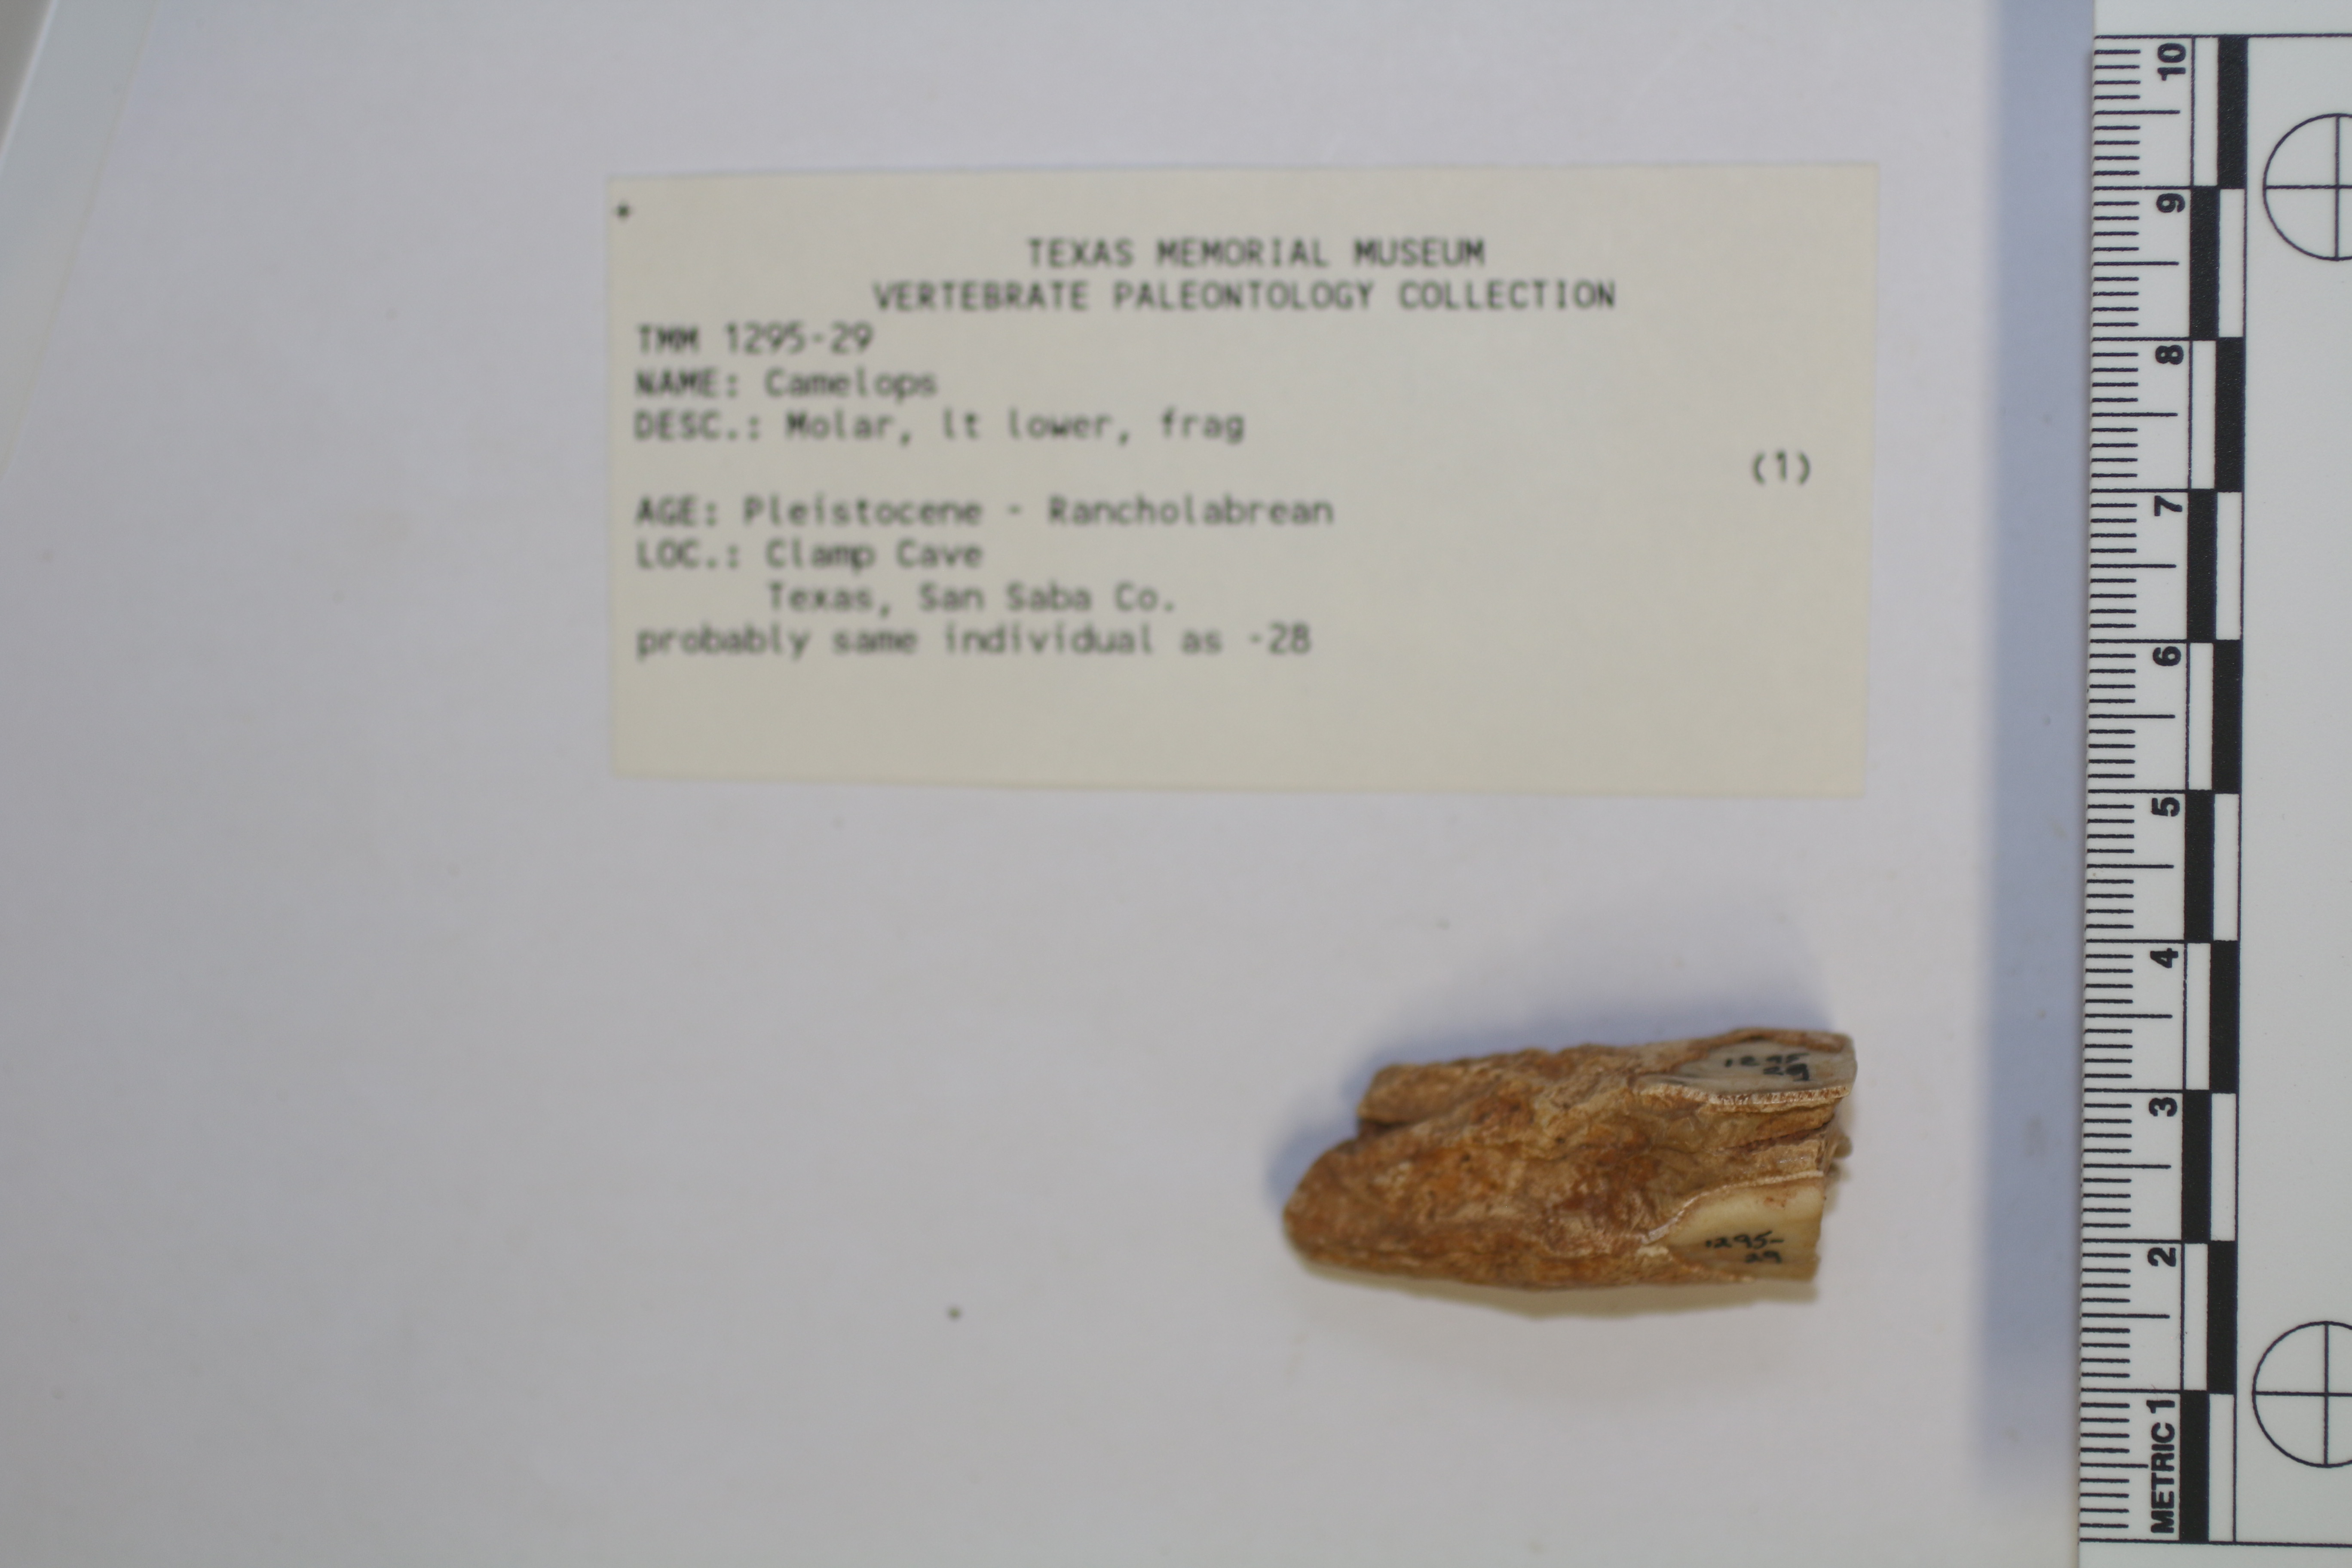 TEXAS MEMORIAL MUSEUM
VERTEBRATE PALEONTOLOGY COLLECTION
TMM 1295-29
NAME: Camelops
DESC.: Molar, lt lower, frag
(1)
AGE: Pleistocene - Rancholabrean
LOC.: Clamp Cave
Texas, San Saba Co.
probably same individual as -28
1295
29
1295-
29
10
9
8
7
6
5
4
3
2
METRIC 1